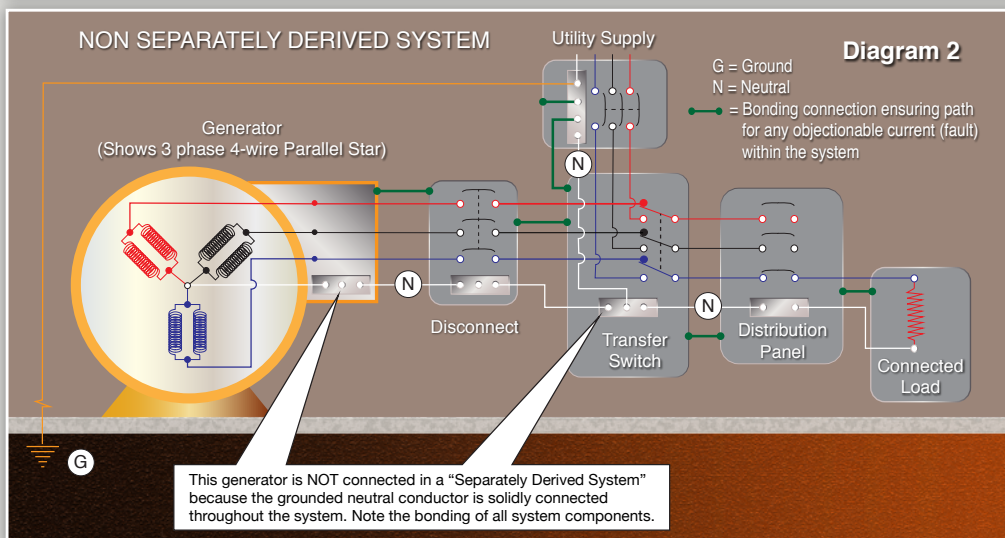 NON SEPARATELY DERIVED SYSTEM
Utility Supply
Diagram 2
G = Ground
N = Neutral
= Bonding connection ensuring path
for any objectionable current (fault)
within the system
Generator
(Shows 3 phase 4-wire Parallel Star)
N
N
N
Disconnect
Transfer
Switch
Distribution
Panel
Connected
Load
G
This generator is NOT connected in a “Separately Derived System”
because the grounded neutral conductor is solidly connected
throughout the system. Note the bonding of all system components.